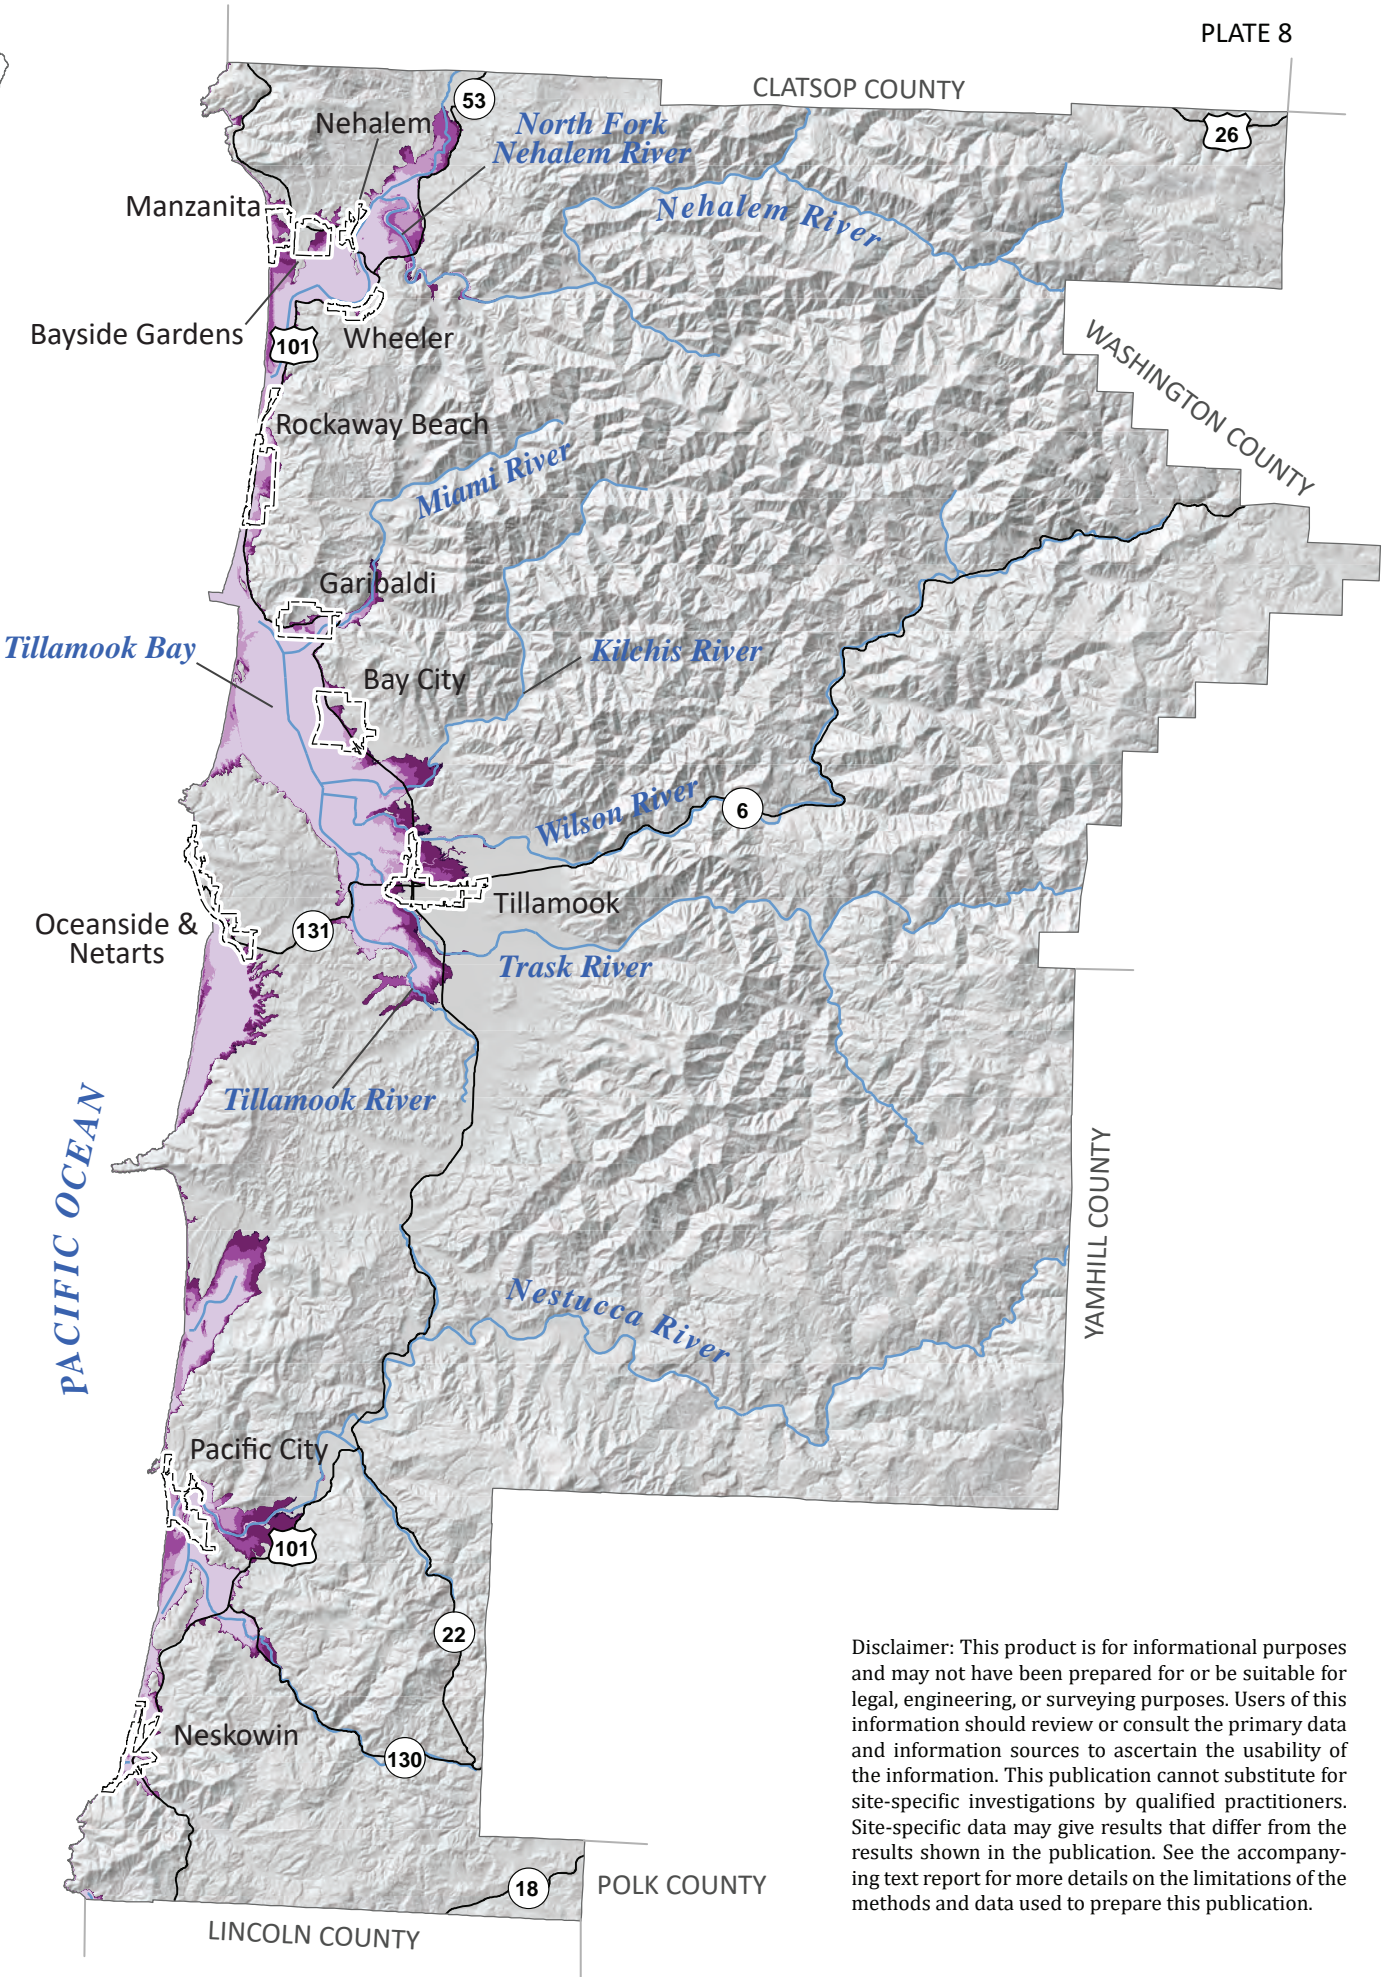 PLATE 8
CLATSOP COUNTY
53
26
Nehalem
North Fork
Nehalem River
Manzanita
Nehalem River
Bayside Gardens
101
Wheeler
WASHINGTON COUNTY
Rockaway Beach
Miami River
Garibaldi
Tillamook Bay
Kilchis River
Bay City
Wilson River
6
Tillamook
Oceanside &
Netarts
131
Trask River
Tillamook River
PACIFIC OCEAN
YAMHILL COUNTY
Nestucca River
Pacific City
101
22
Neskowin
130
18
POLK COUNTY
LINCOLN COUNTY
Disclaimer: This product is for informational purposes
and may not have been prepared for or be suitable for
legal, engineering, or surveying purposes. Users of this
information should review or consult the primary data
and information sources to ascertain the usability of
the information. This publication cannot substitute for
site-specific investigations by qualified practitioners.
Site-specific data may give results that differ from the
results shown in the publication. See the accompany-
ing text report for more details on the limitations of the
methods and data used to prepare this publication.